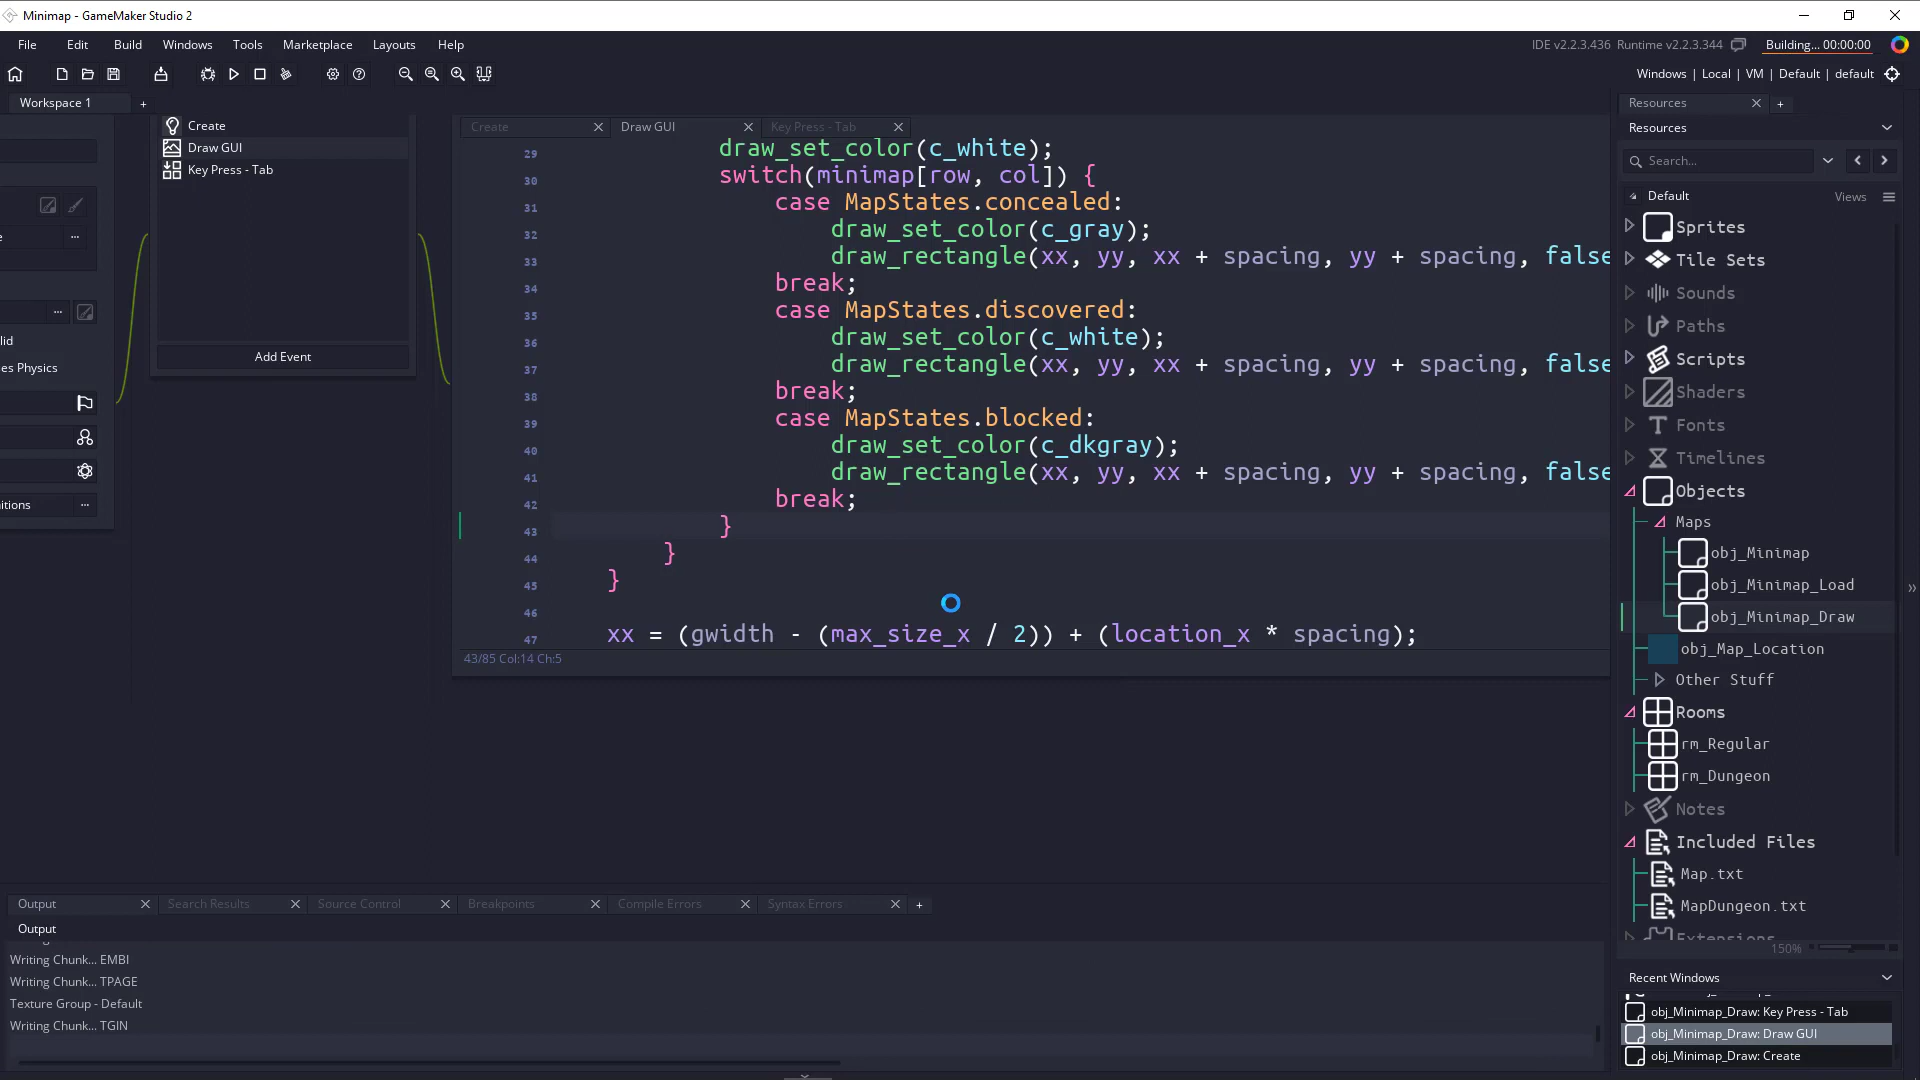 Minimap - GameMaker Studio 2
File Edit Build Windows Tools Marketplace Layouts Help
IDE v2.2.3.436 Runtime v2.2.3.344 Building... 00:00:00
Windows | Local | VM | Default | default
Workspace 1 +
Create
Draw GUI
Key Press - Tab
Add Event
lid
es Physics
nitions
Create Draw GUI Key Press - Tab
29 draw_set_color(c_white);
30 switch(minimap[row, col]) {
31 case MapStates.concealed:
32 draw_set_color(c_gray);
33 draw_rectangle(xx, yy, xx + spacing, yy + spacing, false
34 break;
35 case MapStates.discovered:
36 draw_set_color(c_white);
37 draw_rectangle(xx, yy, xx + spacing, yy + spacing, false
38 break;
39 case MapStates.blocked:
40 draw_set_color(c_dkgray);
41 draw_rectangle(xx, yy, xx + spacing, yy + spacing, false
42 break;
43 }
44 }
45 }
46
47 xx = (gwidth - (max_size_x / 2)) + (location_x * spacing);
43/85 Col:14 Ch:5
Output Search Results Source Control Breakpoints Compile Errors Syntax Errors +
Output
Writing Chunk... EMBI
Writing Chunk... TPAGE
Texture Group - Default
Writing Chunk... TGIN
Resources +
Resources
Search...
Default Views
Sprites
Tile Sets
Sounds
Paths
Scripts
Shaders
Fonts
Timelines
Objects
Maps
obj_Minimap
obj_Minimap_Load
obj_Minimap_Draw
obj_Map_Location
Other Stuff
Rooms
rm_Regular
rm_Dungeon
Notes
Included Files
Map.txt
MapDungeon.txt
Extensions
150%
Recent Windows
obj_Minimap_Draw: Key Press - Tab
obj_Minimap_Draw: Draw GUI
obj_Minimap_Draw: Create